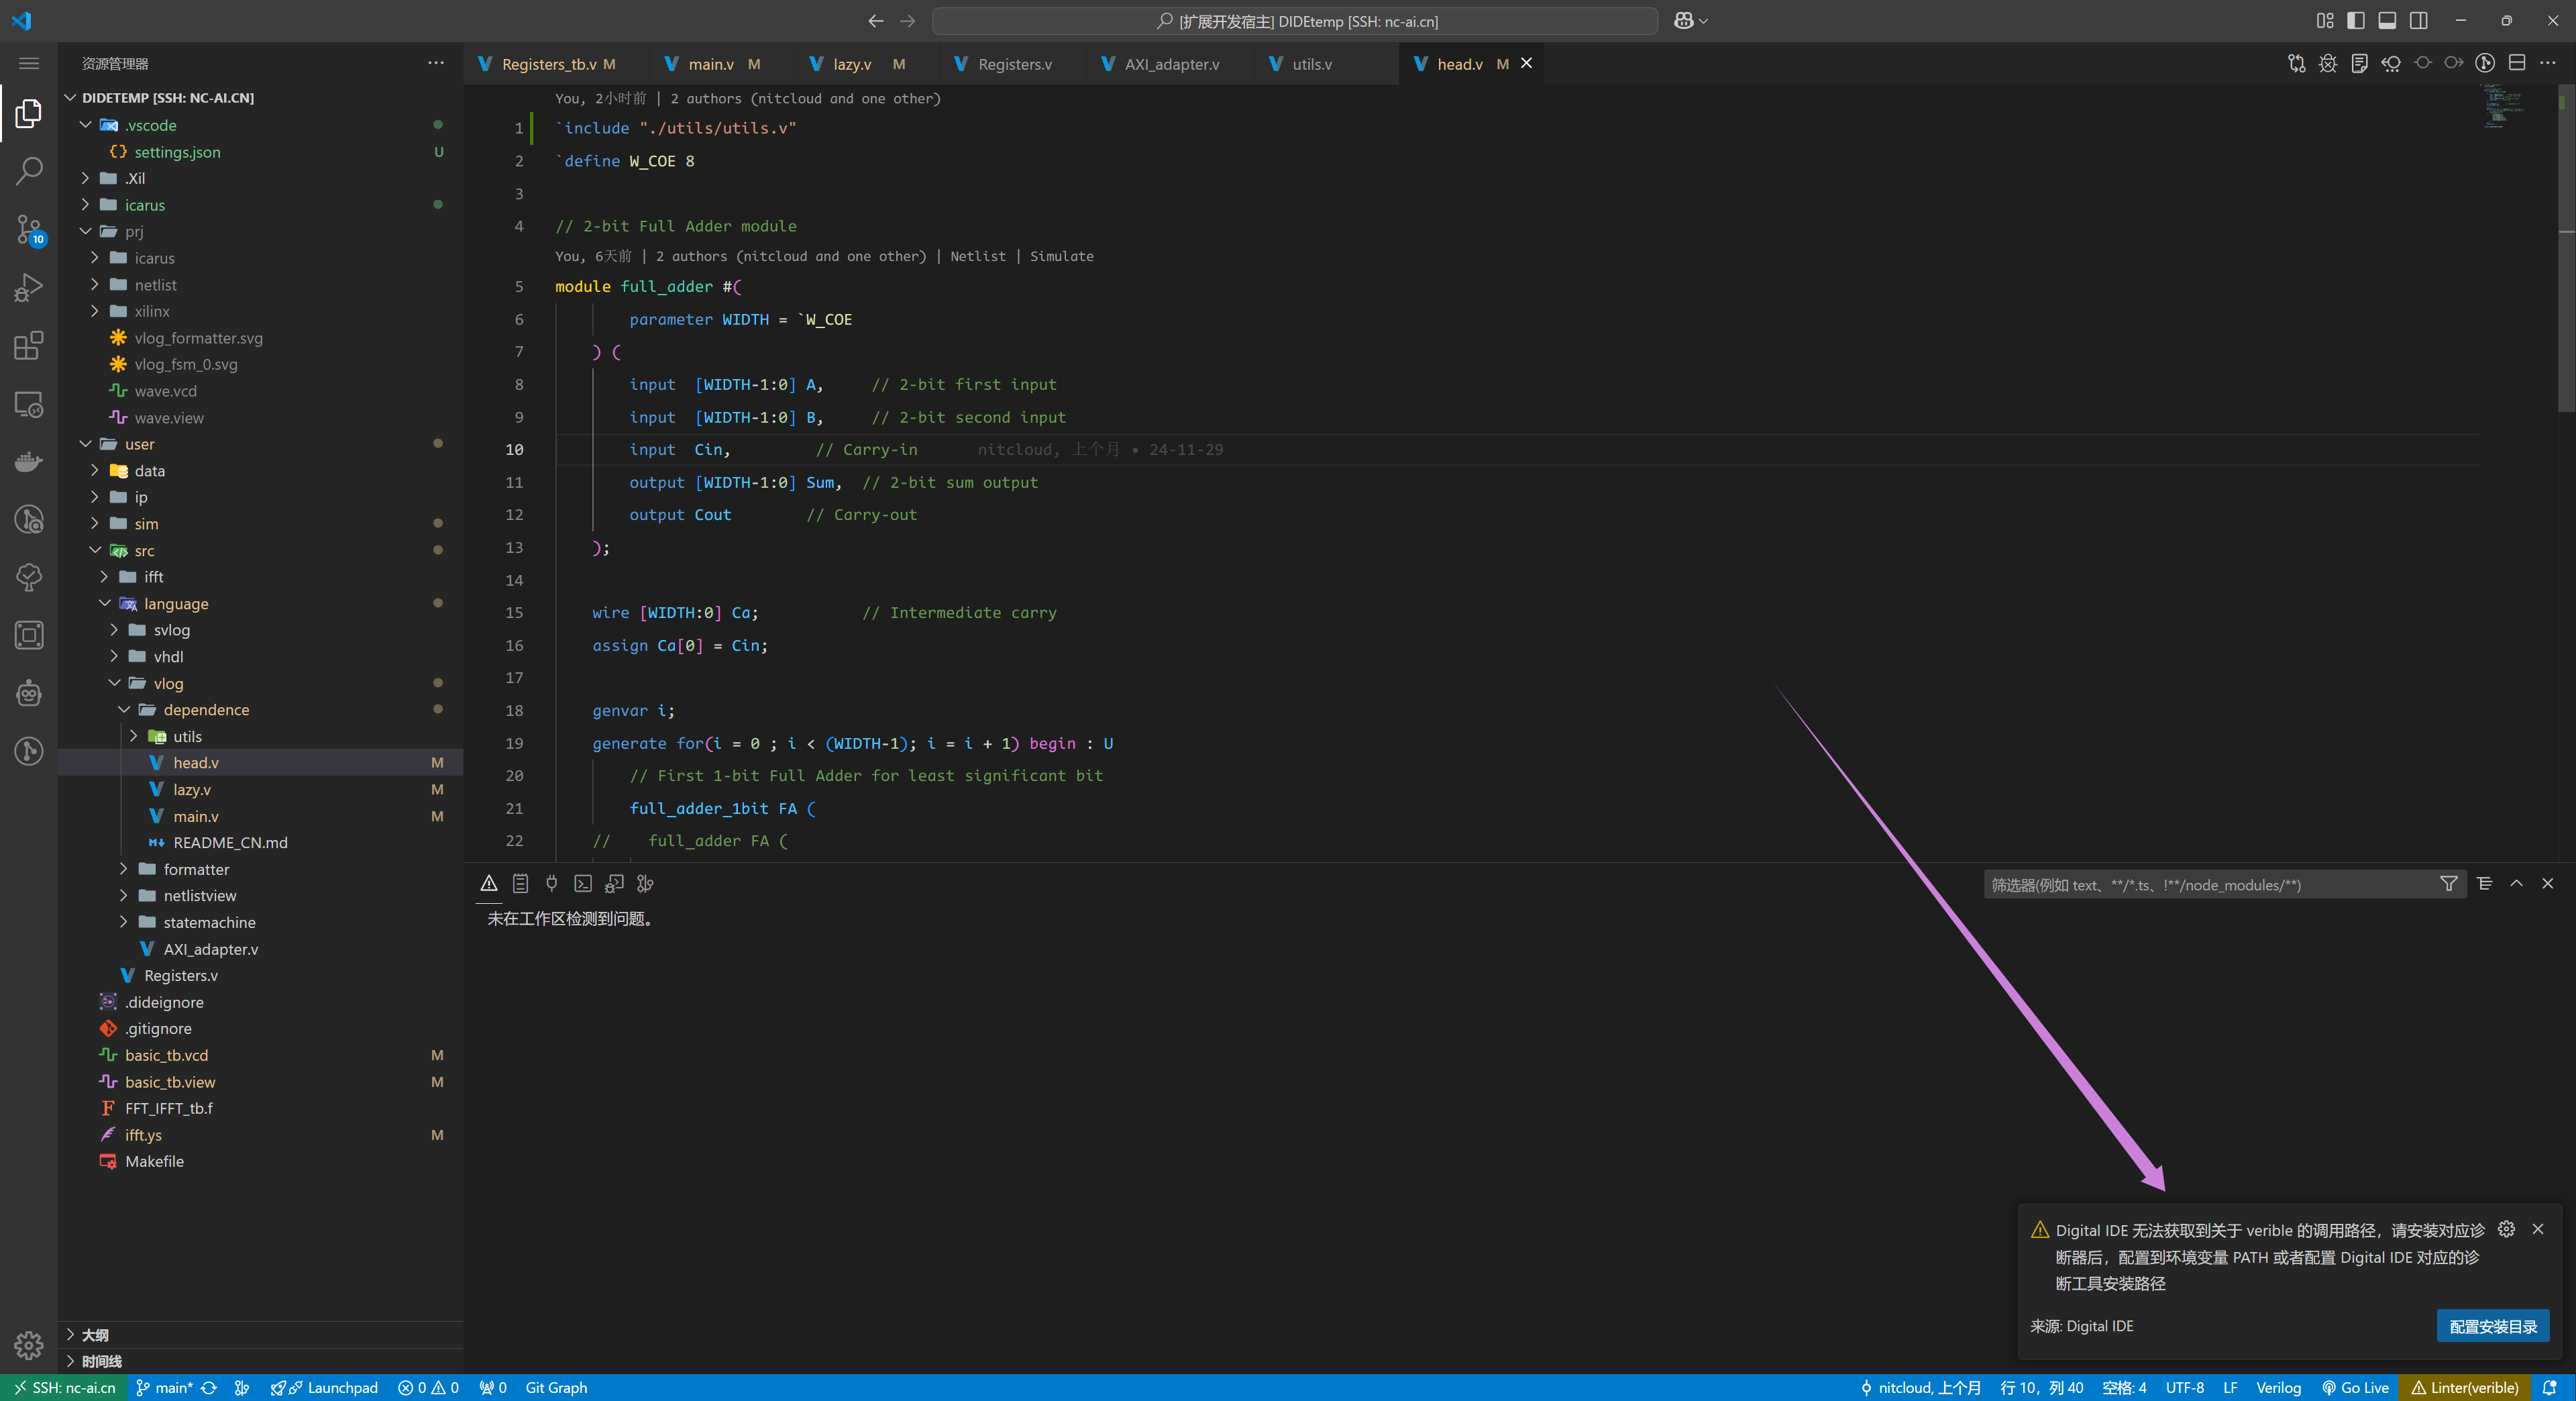 [扩展开发宿主] DIDEtemp [SSH: nc-ai.cn]
资源管理器
DIDETEMP [SSH: NC-AI.CN]
.vscode
settings.json U
.Xil
icarus
prj
icarus
netlist
xilinx
vlog_formatter.svg
vlog_fsm_0.svg
wave.vcd
wave.view
user
data
ip
sim
src
ifft
language
svlog
vhdl
vlog
dependence
utils
head.v M
lazy.v M
main.v M
README_CN.md
formatter
netlistview
statemachine
AXI_adapter.v
Registers.v
.dideignore
.gitignore
basic_tb.vcd M
basic_tb.view M
FFT_IFFT_tb.f
ifft.ys M
Makefile
大纲
时间线
10
Registers_tb.v M main.v M lazy.v M Registers.v AXI_adapter.v utils.v head.v M
You, 2小时前 | 2 authors (nitcloud and one other)
1 `include "./utils/utils.v"
2 `define W_COE 8
3
4 // 2-bit Full Adder module
You, 6天前 | 2 authors (nitcloud and one other) | Netlist | Simulate
5 module full_adder #(
6 parameter WIDTH = `W_COE
7 ) (
8 input [WIDTH-1:0] A, // 2-bit first input
9 input [WIDTH-1:0] B, // 2-bit second input
10 input Cin, // Carry-in nitcloud, 上个月 • 24-11-29
11 output [WIDTH-1:0] Sum, // 2-bit sum output
12 output Cout // Carry-out
13 );
14
15 wire [WIDTH:0] Ca; // Intermediate carry
16 assign Ca[0] = Cin;
17
18 genvar i;
19 generate for(i = 0 ; i < (WIDTH-1); i = i + 1) begin : U
20 // First 1-bit Full Adder for least significant bit
21 full_adder_1bit FA (
22 // full_adder FA (
筛选器(例如 text、**/*.ts、!**/node_modules/**)
未在工作区检测到问题。
Digital IDE 无法获取到关于 verible 的调用路径，请安装对应诊
断器后，配置到环境变量 PATH 或者配置 Digital IDE 对应的诊
断工具安装路径
来源: Digital IDE
配置安装目录
SSH: nc-ai.cn main* Launchpad 0 0 0 Git Graph nitcloud, 上个月 行 10，列 40 空格: 4 UTF-8 LF Verilog Go Live Linter(verible)